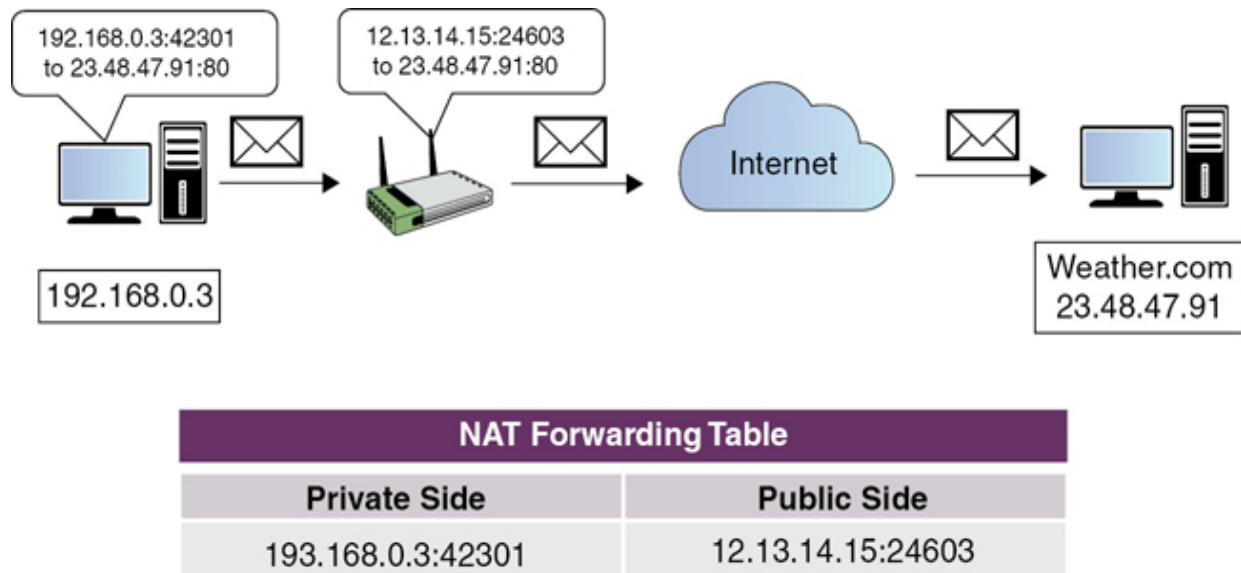 192.168.0.3:42301
to 23.48.47.91:80
12.13.14.15:24603
to 23.48.47.91:80
Internet
192.168.0.3
Weather.com
23.48.47.91
NAT Forwarding Table
Private Side
Public Side
193.168.0.3:42301
12.13.14.15:24603